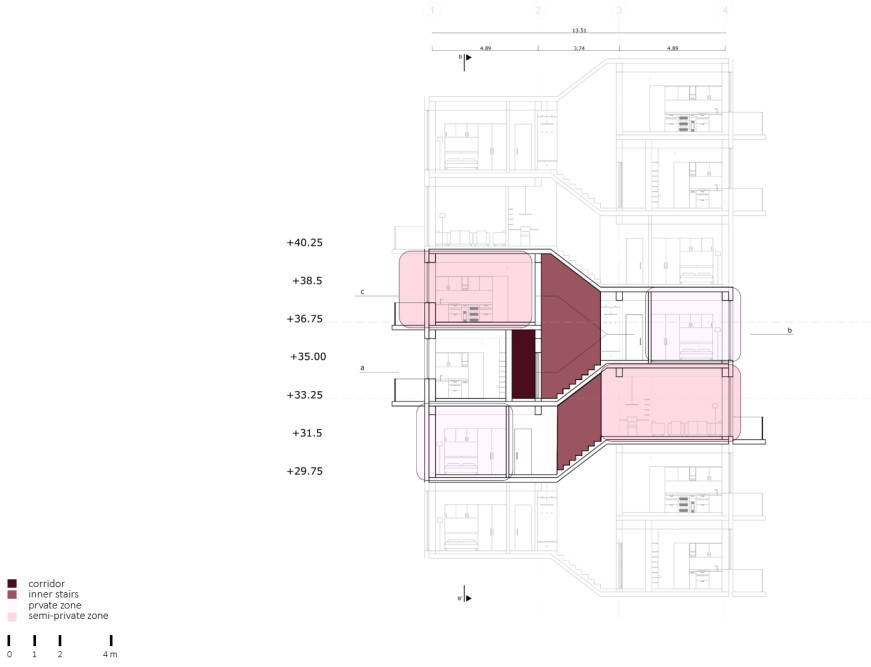 1 2 3 4
13.51
4.89 3.74 4.89
B
+40.25
+38.5
c
+36.75
b
+35.00
a
+33.25
+31.5
+29.75
corridor
inner stairs
prvate zone
semi-private zone
B'
0 1 2 4 m